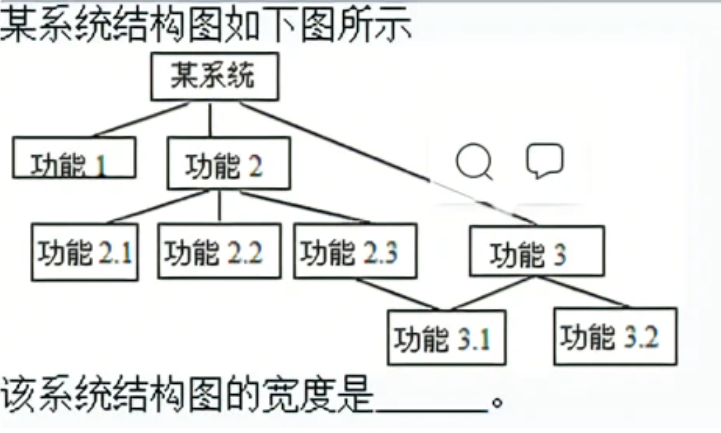 某系统结构图如下图所示
某系统
功能 1
功能 2
功能 2.1
功能 2.2
功能 2.3
功能 3
功能 3.1
功能 3.2
该系统结构图的宽度是______。